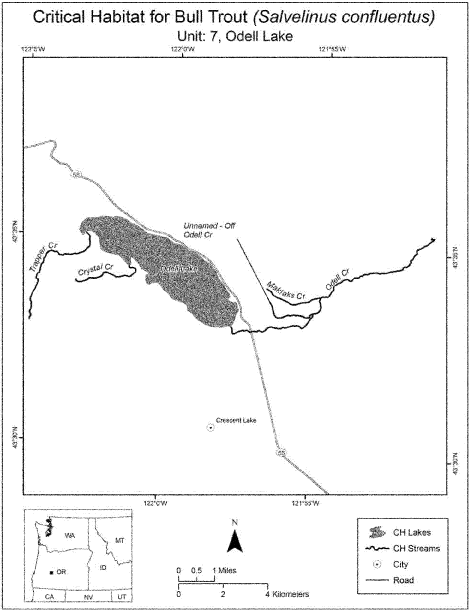 Critical Habitat for Bull Trout (Salvelinus confluentus)
Unit: 7, Odell Lake
122°0'W
121°55'W
58
43°35'N
43°35'N
Trapper Cr
Crystal Cr
Odell Lake
Unnamed - Off
Odell Cr
Maklaks Cr
Odell Cr
Crescent Lake
58
43°30'N
43°30'N
122°0'W
121°55'W
WA
MT
OR
ID
CA
NV
UT
N
0 0.5 1 Miles
0 2 4 Kilometers
CH Lakes
CH Streams
City
Road